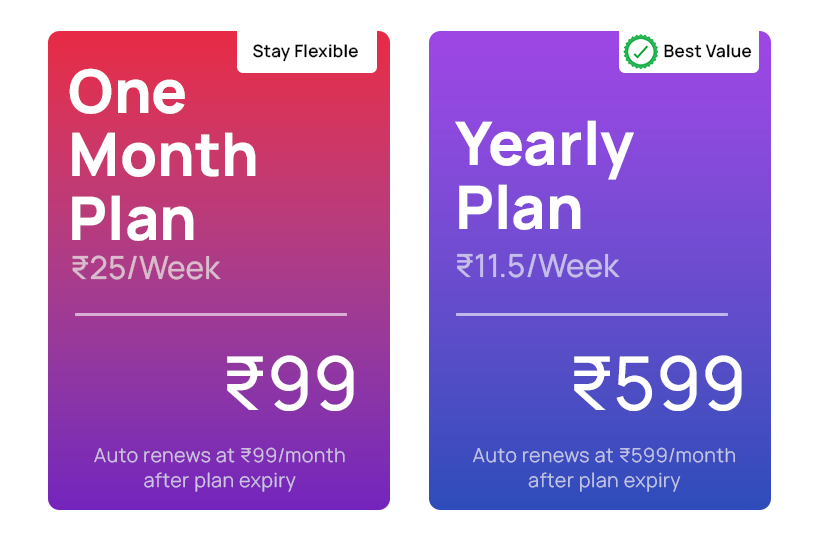 Stay Flexible
One
Month
Plan
₹25/Week
₹99
Auto renews at ₹99/month
after plan expiry
Best Value
Yearly
Plan
₹11.5/Week
₹599
Auto renews at ₹599/month
after plan expiry